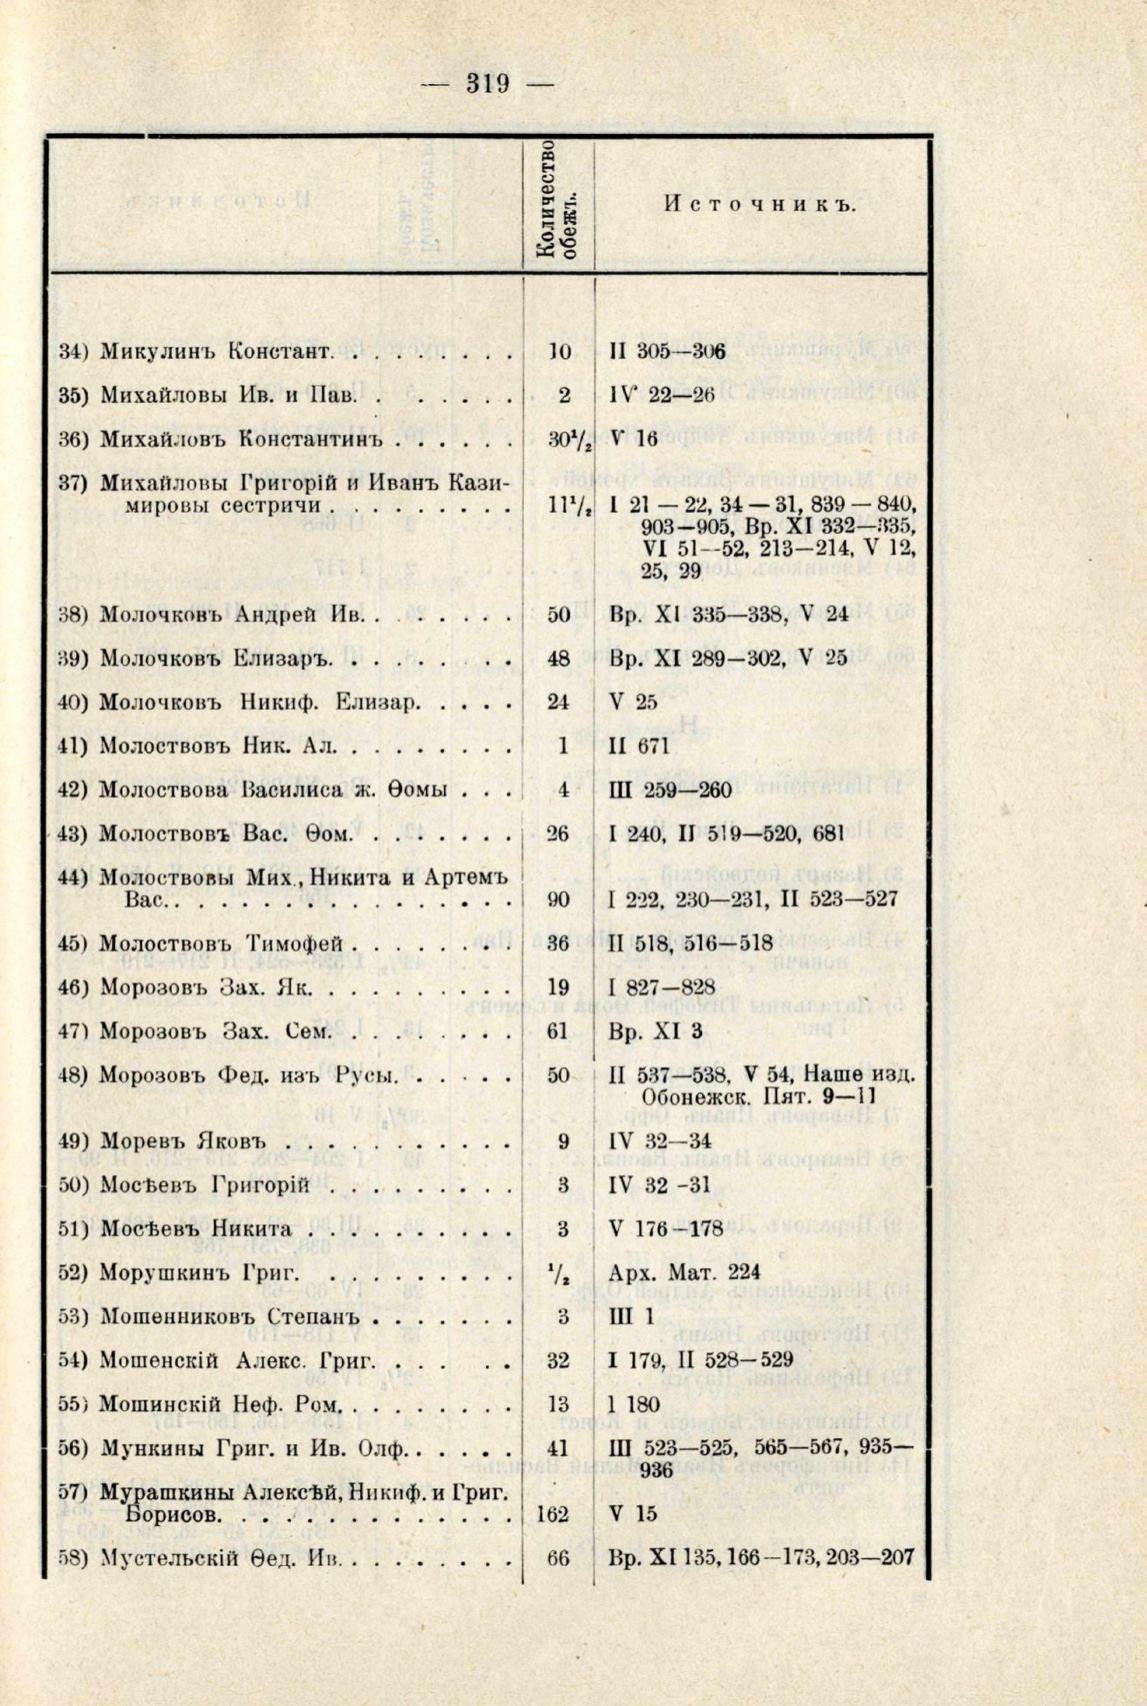 — 319 —
Количество
обежъ.
Источникъ.
34) Микулинъ Констант. . . . . . . . . 10 II 305—306
35) Михайловы Ив. и Пав. . . . . . . . 2 IV 22—26
36) Михайловъ Константинъ . . . . . . 30¹/₂ V 16
37) Михайловы Григорій и Иванъ Кази-
мировы сестричи . . . . . . . . . 11¹/₂ I 21 — 22, 34 — 31, 839 — 840,
903—905, Вр. XI 332—335,
VI 51—52, 213—214, V 12,
25, 29
38) Молочковъ Андрей Ив. . . . . . . . 50 Вр. XI 335—338, V 24
39) Молочковъ Елизаръ. . . . . . . . . 48 Вр. XI 289—302, V 25
40) Молочковъ Никиф. Елизар. . . . . 24 V 25
41) Молоствовъ Ник. Ал. . . . . . . . . 1 II 671
42) Молоствова Василиса ж. Ѳомы . . . 4 III 259—260
43) Молоствовъ Вас. Ѳом. . . . . . . . 26 I 240, II 519—520, 681
44) Молоствовы Мих., Никита и Артемъ
Вас. . . . . . . . . . . . . . . . 90 I 222, 230—231, II 523—527
45) Молоствовъ Тимофей . . . . . . . . 36 II 518, 516—518
46) Морозовъ Зах. Як. . . . . . . . . . 19 I 827—828
47) Морозовъ Зах. Сем. . . . . . . . . 61 Вр. XI 3
48) Морозовъ Фед. изъ Русы. . . . . . 50 II 537—538, V 54, Наше изд.
Обонежск. Пят. 9—11
49) Моревъ Яковъ . . . . . . . . . . . 9 IV 32—34
50) Мосѣевъ Григорій . . . . . . . . . 3 IV 32 -31
51) Мосѣевъ Никита . . . . . . . . . . 3 V 176—178
52) Морушкинъ Григ. . . . . . . . . . ¹/₂ Арх. Мат. 224
53) Мошенниковъ Степанъ . . . . . . . 3 III 1
54) Мошенскій Алекс. Григ. . . . . . 32 I 179, II 528—529
55) Мошинскій Неф. Ром. . . . . . . . . 13 I 180
56) Мункины Григ. и Ив. Олф. . . . . . 41 III 523—525, 565—567, 935—
936
57) Мурашкины Алексѣй, Никиф. и Григ.
Борисов. . . . . . . . . . . . . . 162 V 15
58) Мустельскій Ѳед. Ив. . . . . . . . . 66 Вр. XI 135, 166—173, 203—207